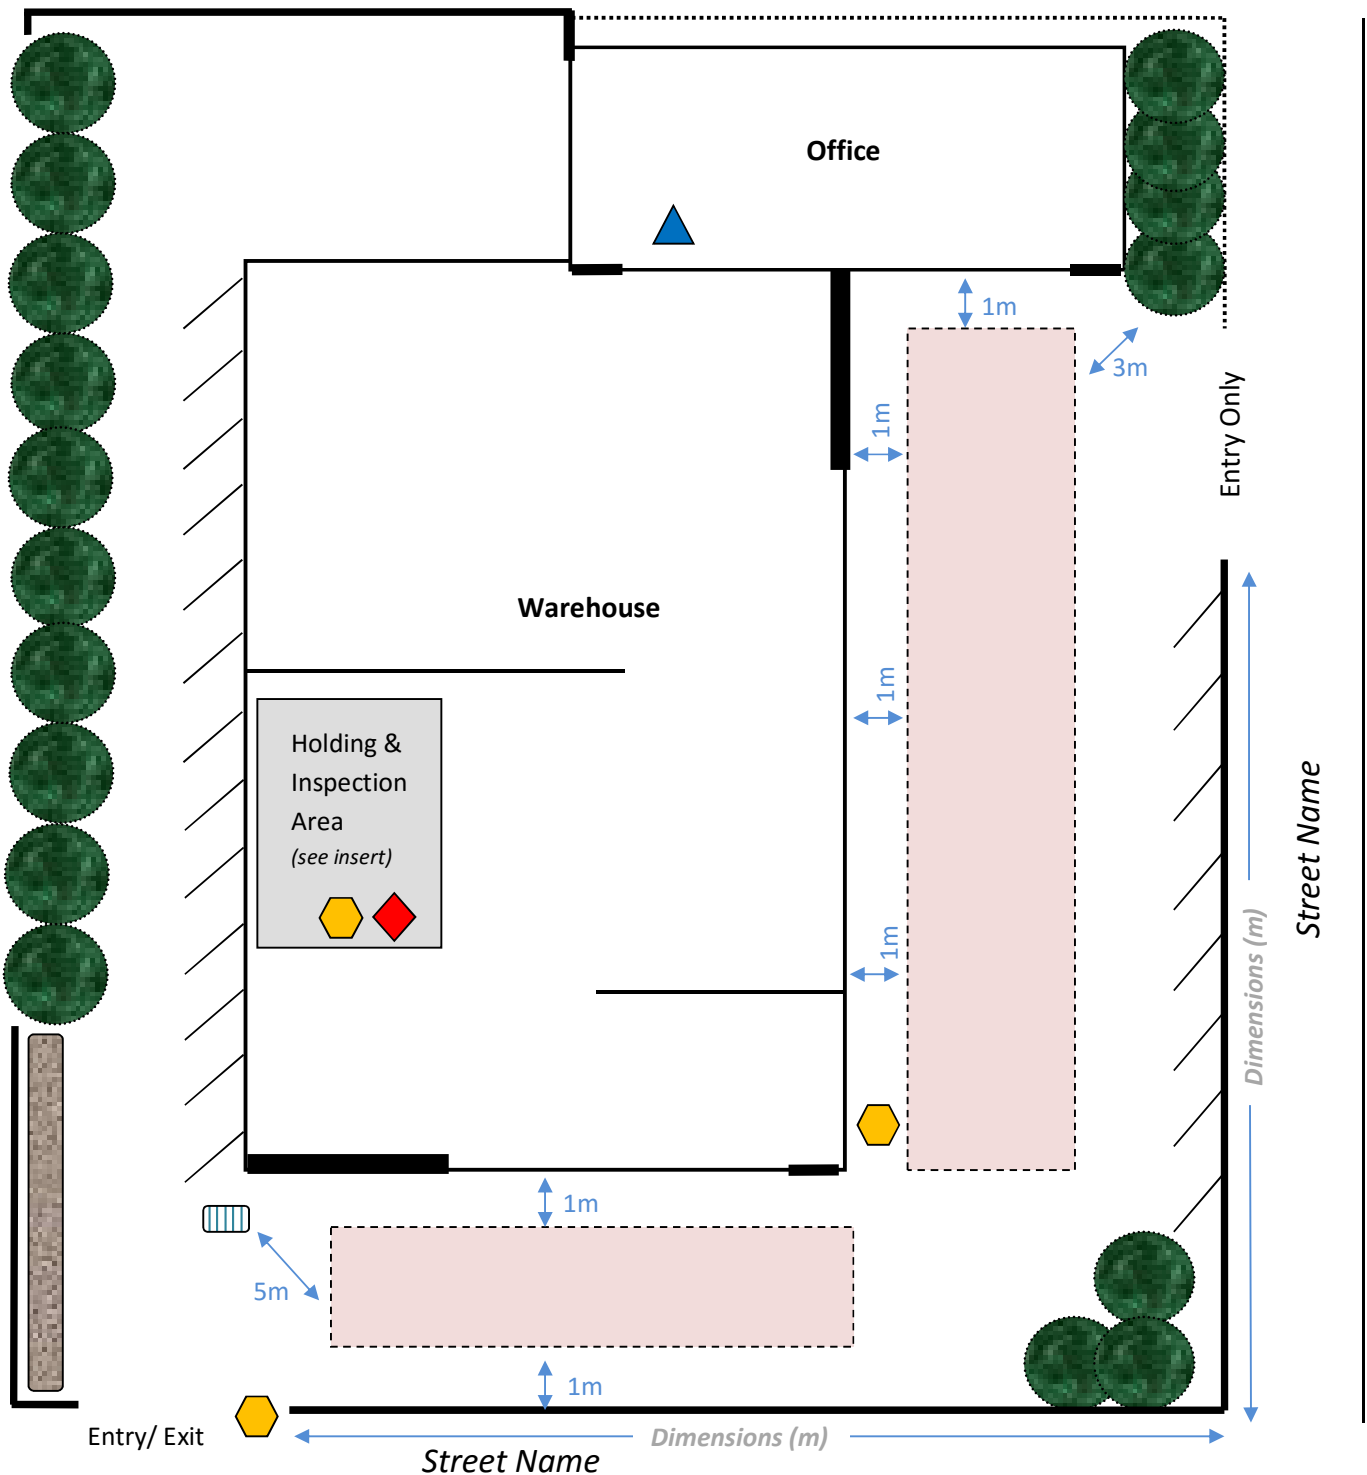 Office
1m
3m
Entry Only
1m
Warehouse
1m
Holding &
Inspection
Area
(see insert)
Street Name
1m
Dimensions (m)
1m
5m
1m
Entry/ Exit
Dimensions (m)
Street Name